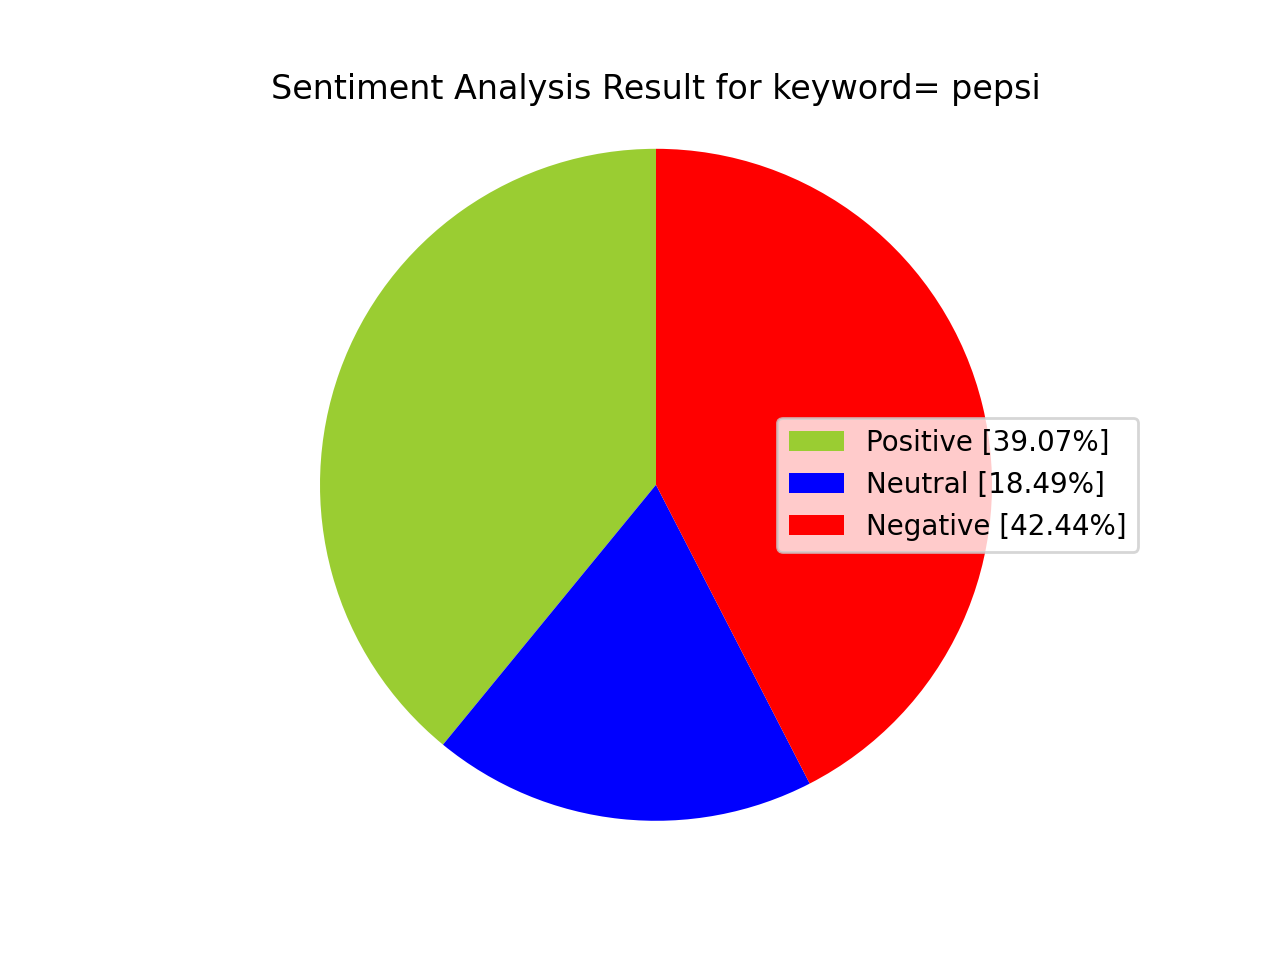 Sentiment Analysis Result for keyword= pepsi
Positive [39.07%]
Neutral [18.49%]
Negative [42.44%]